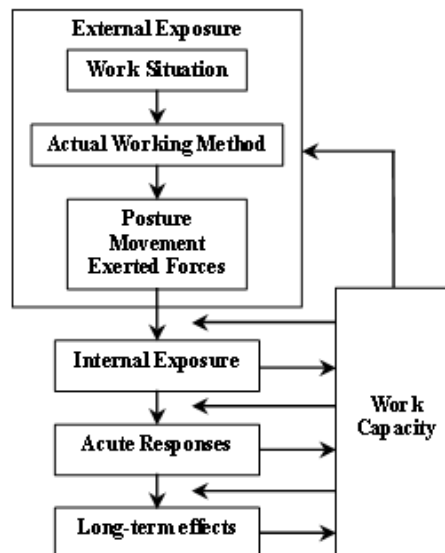 External Exposure
Work Situation
Actual Working Method
Posture
Movement
Exerted Forces
Internal Exposure
Acute Responses
Long-term effects
Work
Capacity